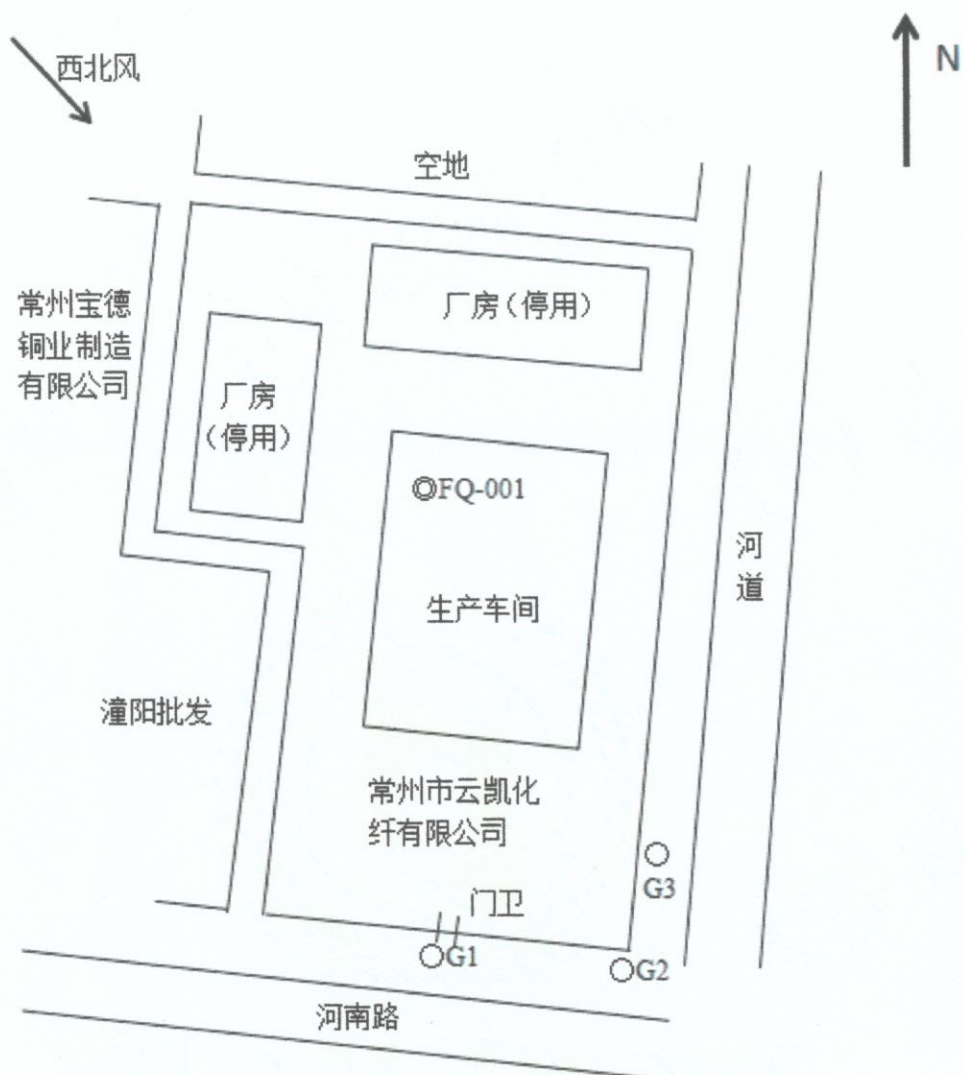 西北风
N
空地
常州宝德
铜业制造
有限公司
厂房（停用）
厂房
（停用）
FQ-001
河
道
生产车间
潼阳批发
常州市云凯化
纤有限公司
G3
门卫
G1
G2
河南路